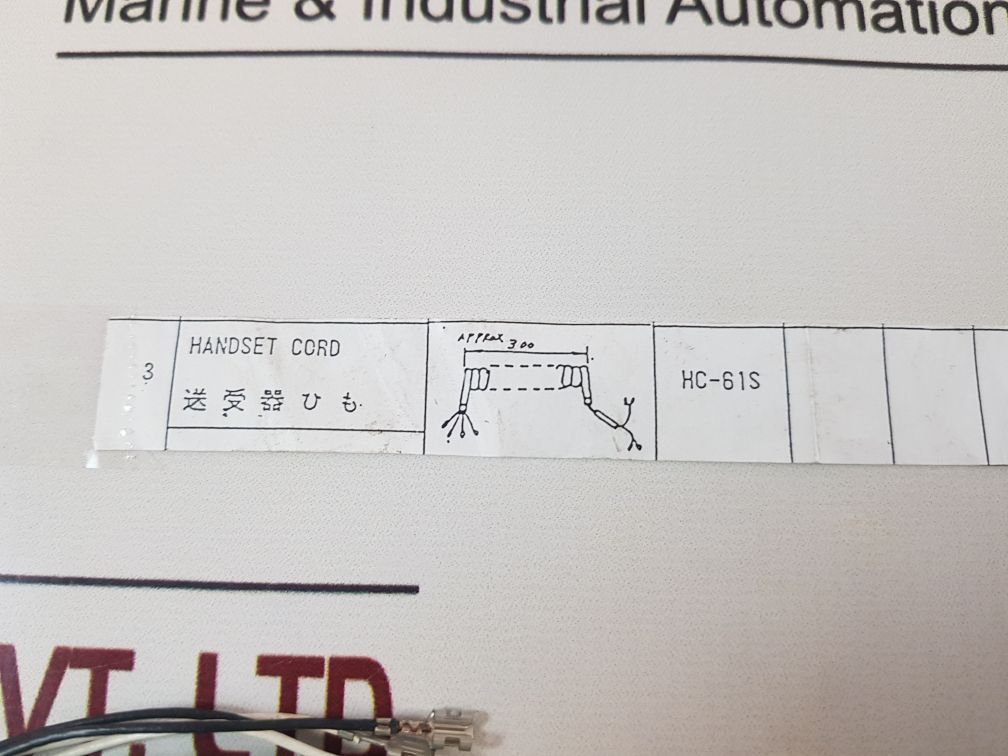 Marine & Industrial Automation
3
HANDSET CORD
送受器ひも
APPROX
300
HC-61S
VT LTD